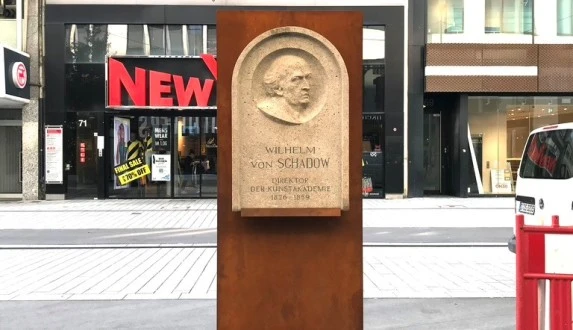 NEW
71
FINAL SALE
70% OFF
WILHELM
VON SCHADOW
DIREKTOR
DER KUNSTAKADEMIE
1826 - 1859